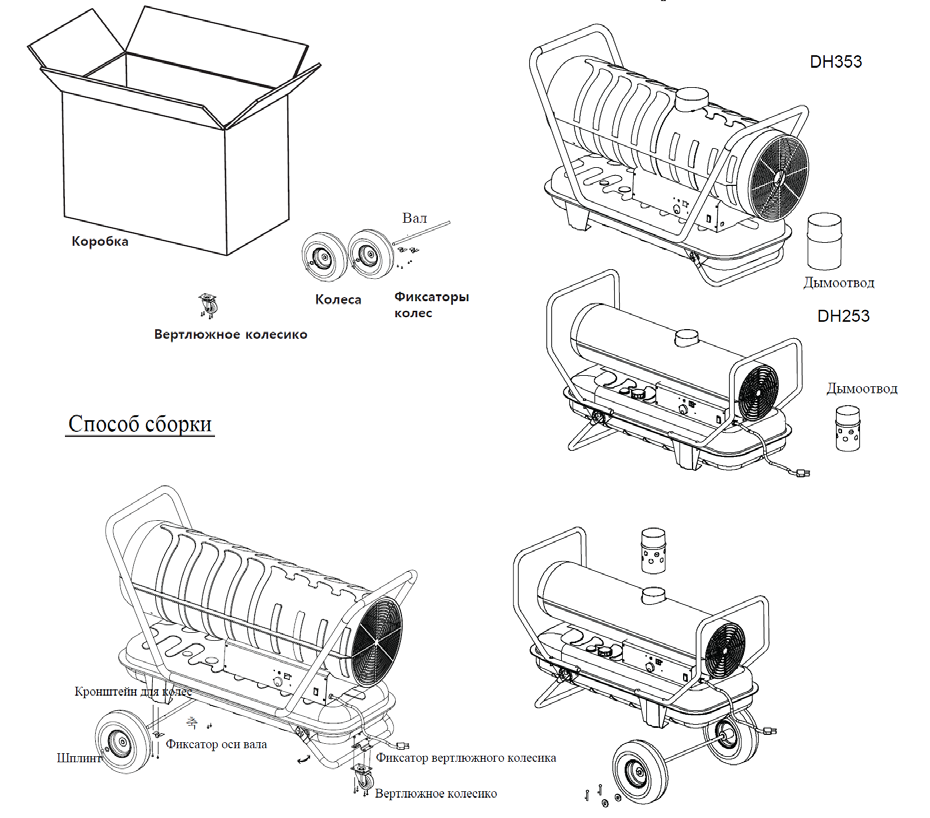 DH353
Вал
Коробка
Колеса
Фиксаторы
колес
Дымоотвод
DH253
Вертлюжное колесико
Дымоотвод
Способ сборки
Кронштейн для колес
Фиксатор оси вала
Шплинт
Фиксатор вертлюжного колесика
Вертлюжное колесико